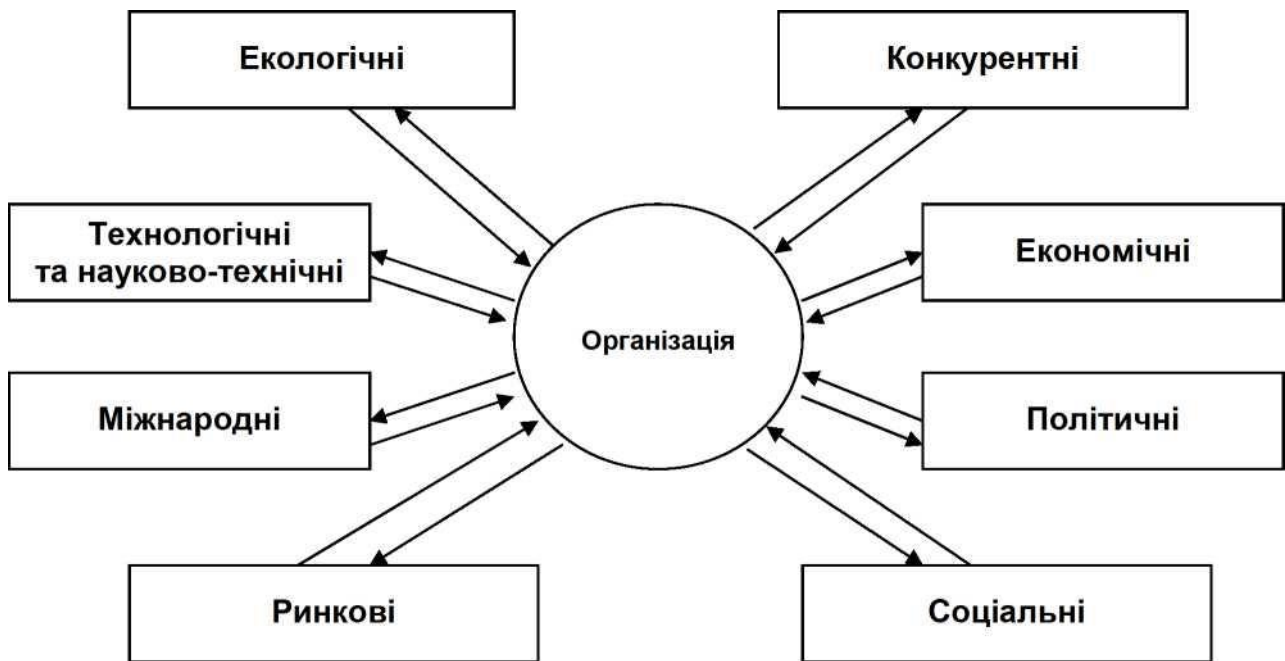 Екологічні
Конкурентні
Технологічні
та науково-технічні
Економічні
Організація
Міжнародні
Політичні
Ринкові
Соціальні